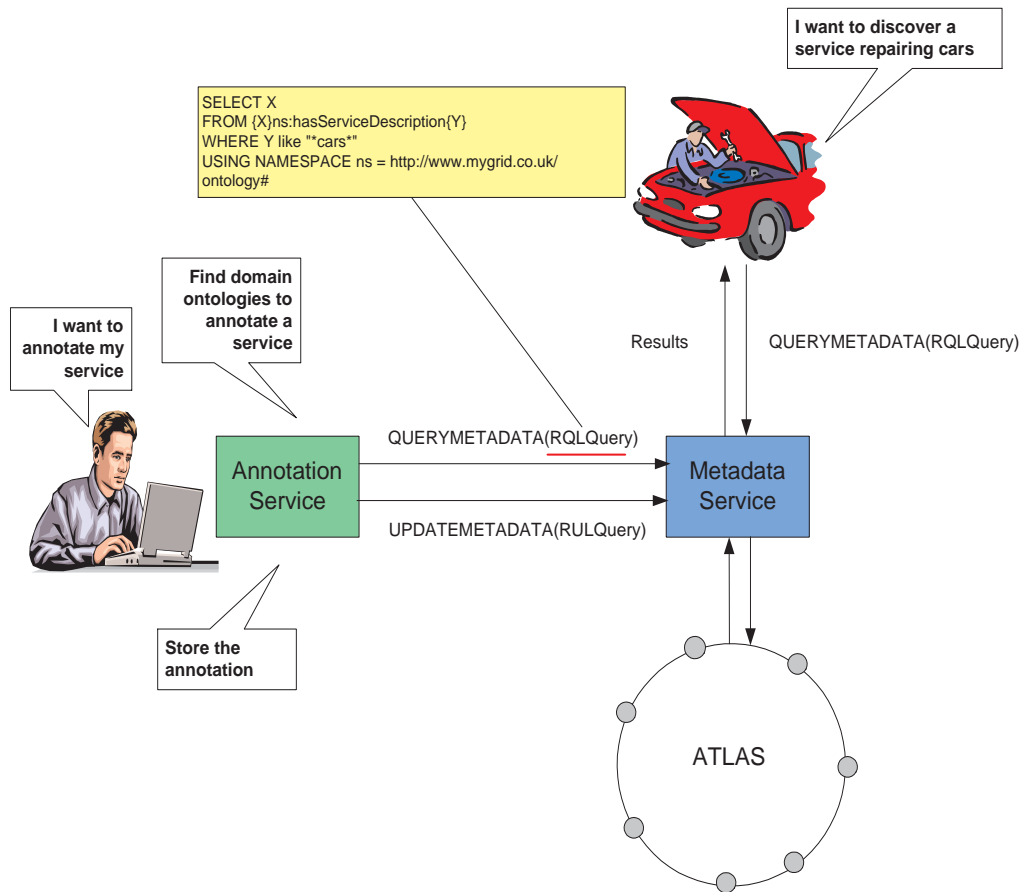 I want to discover a
service repairing cars
SELECT X
FROM {X}ns:hasServiceDescription{Y}
WHERE Y like "*cars*"
USING NAMESPACE ns = http://www.mygrid.co.uk/
ontology#
Find domain
ontologies to
annotate a
service
I want to
annotate my
service
Results
QUERYMETADATA(RQLQuery)
QUERYMETADATA(RQLQuery)
Annotation
Service
Metadata
Service
UPDATEMETADATA(RULQuery)
Store the
annotation
ATLAS